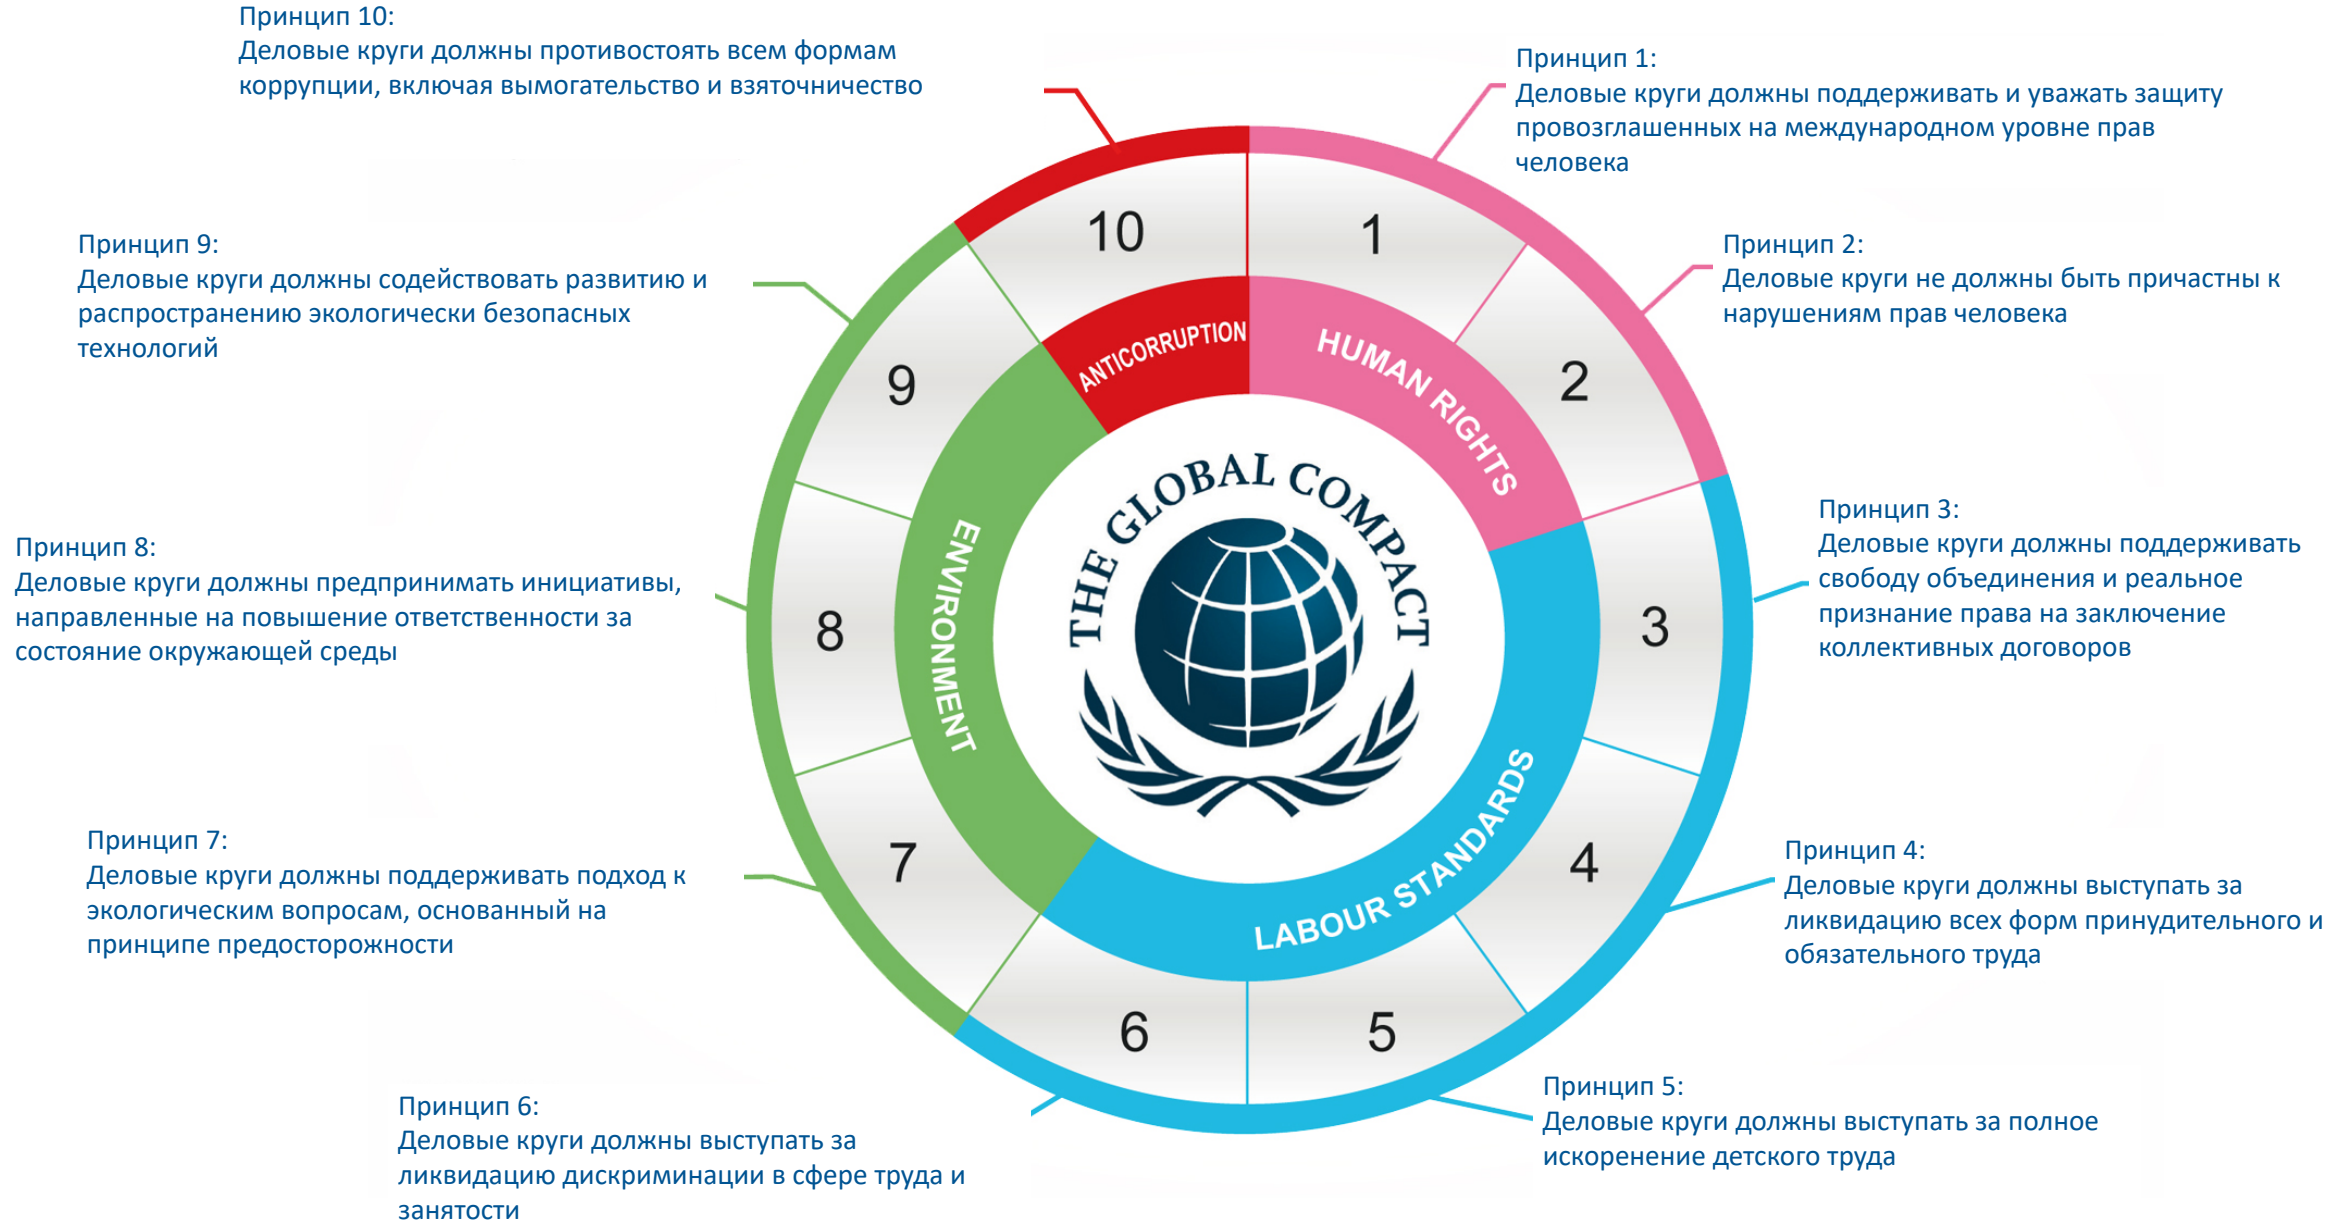 Принцип 10:
Деловые круги должны противостоять всем формам
коррупции, включая вымогательство и взяточничество
Принцип 1:
Деловые круги должны поддерживать и уважать защиту
провозглашенных на международном уровне прав
человека
Принцип 9:
Деловые круги должны содействовать развитию и
распространению экологически безопасных
технологий
Принцип 2:
Деловые круги не должны быть причастны к
нарушениям прав человека
Принцип 8:
Деловые круги должны предпринимать инициативы,
направленные на повышение ответственности за
состояние окружающей среды
Принцип 3:
Деловые круги должны поддерживать
свободу объединения и реальное
признание права на заключение
коллективных договоров
Принцип 7:
Деловые круги должны поддерживать подход к
экологическим вопросам, основанный на
принципе предосторожности
Принцип 4:
Деловые круги должны выступать за
ликвидацию всех форм принудительного и
обязательного труда
Принцип 6:
Деловые круги должны выступать за
ликвидацию дискриминации в сфере труда и
занятости
Принцип 5:
Деловые круги должны выступать за полное
искоренение детского труда
10
1
2
3
4
5
6
7
8
9
ANTICORRUPTION
HUMAN RIGHTS
LABOUR STANDARDS
ENVIRONMENT
THE GLOBAL COMPACT